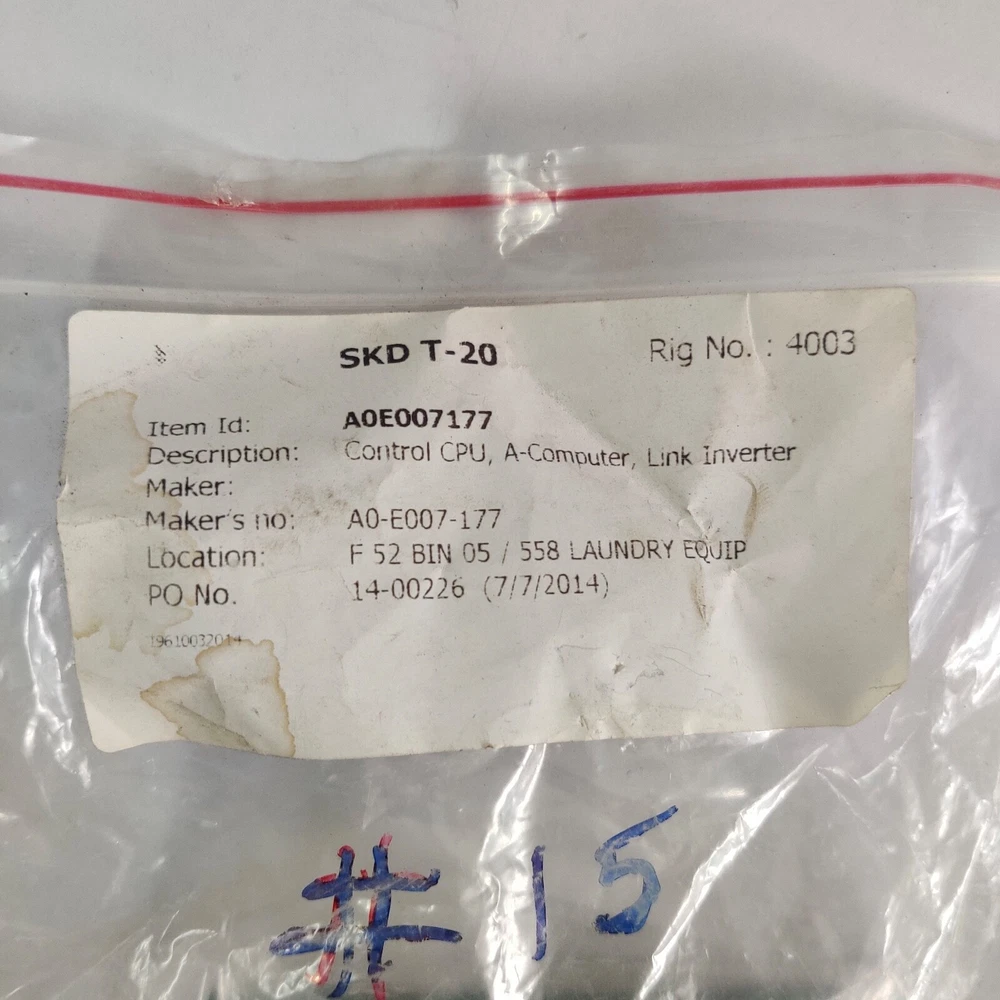 SKD T-20 Rig No. : 4003
Item Id: A0E007177
Description: Control CPU, A-Computer, Link Inverter
Maker:
Maker's no: A0-E007-177
Location: F 52 BIN 05 / 558 LAUNDRY EQUIP
PO No. 14-00226 (7/7/2014)
19610032014
# 15